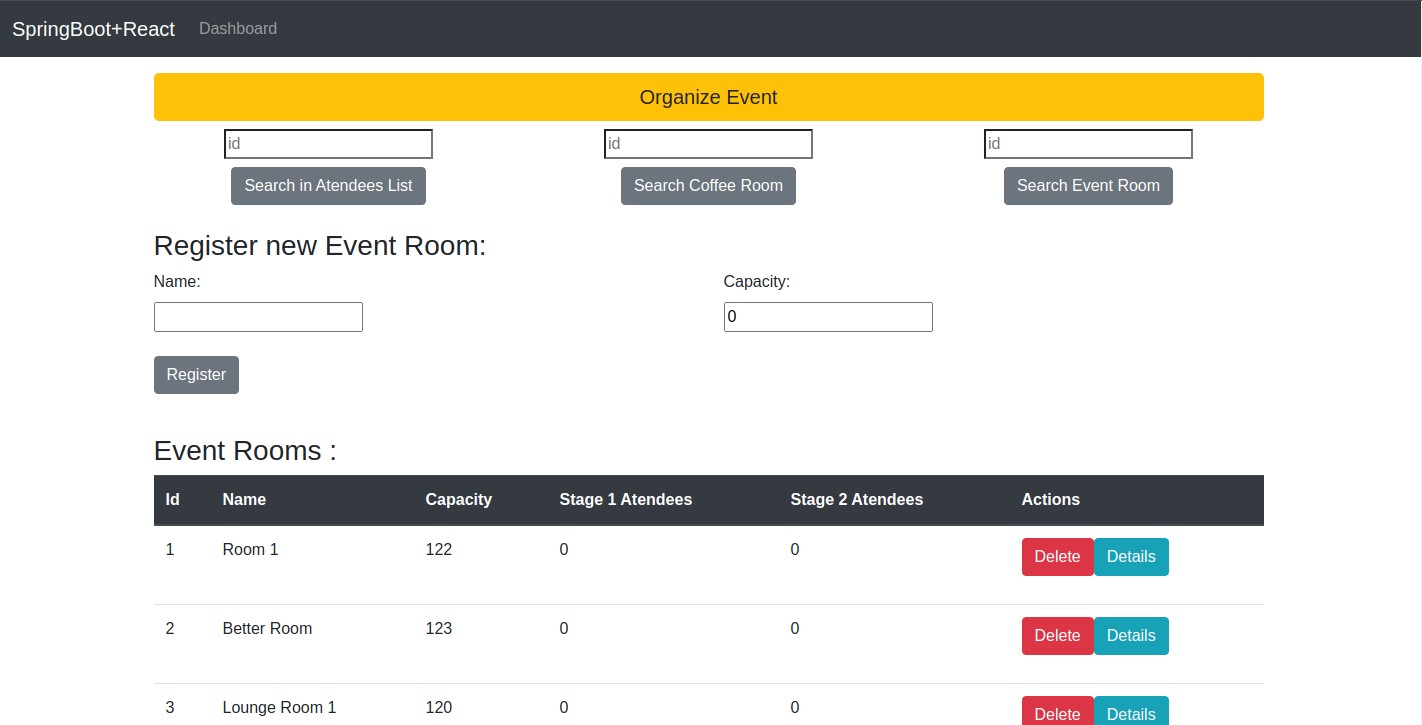 SpringBoot+React Dashboard
Organize Event
id id id
Search in Atendees List Search Coffee Room Search Event Room
Register new Event Room:
Name: Capacity:
0
Register
Event Rooms :
Id Name Capacity Stage 1 Atendees Stage 2 Atendees Actions
1 Room 1 122 0 0 Delete Details
2 Better Room 123 0 0 Delete Details
3 Lounge Room 1 120 0 0 Delete Details